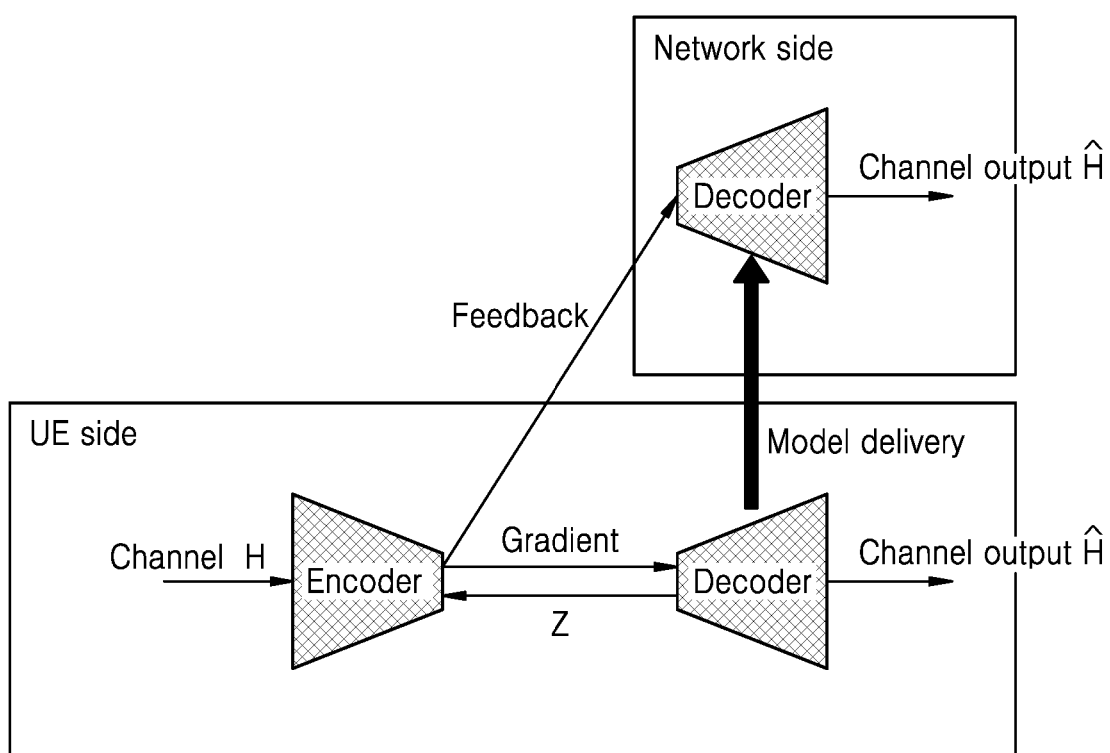 Network side
Channel output Ĥ
Decoder
Feedback
UE side
Model delivery
Gradient
Channel output Ĥ
Channel H
Encoder
Decoder
Z